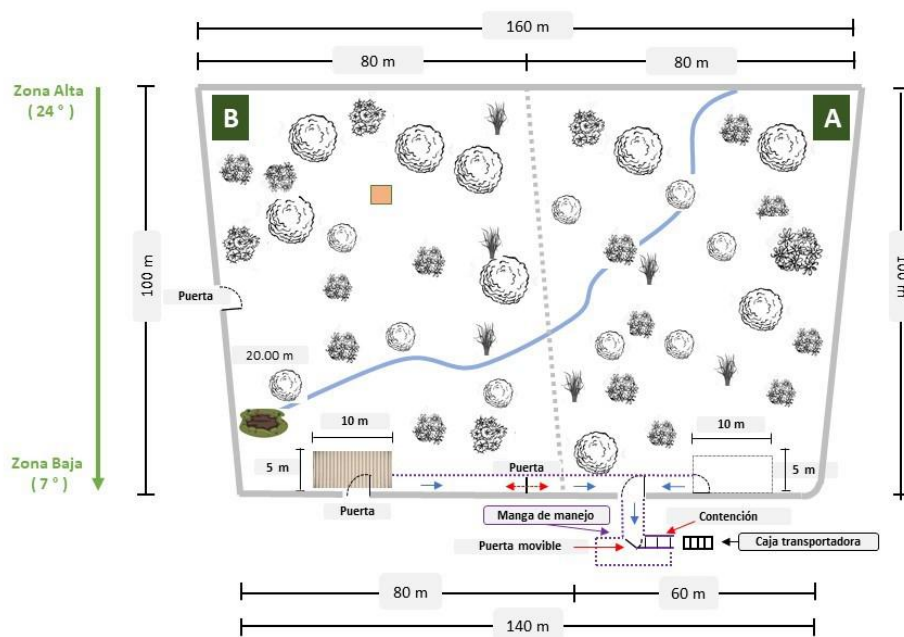 160 m
80 m
80 m
Zona Alta
( 24 ° )
B
A
100 m
100 m
Puerta
20.00 m
10 m
10 m
Zona Baja
( 7 ° )
5 m
Puerta
5 m
Puerta
Manga de manejo
Contención
Puerta movible
Caja transportadora
80 m
60 m
140 m